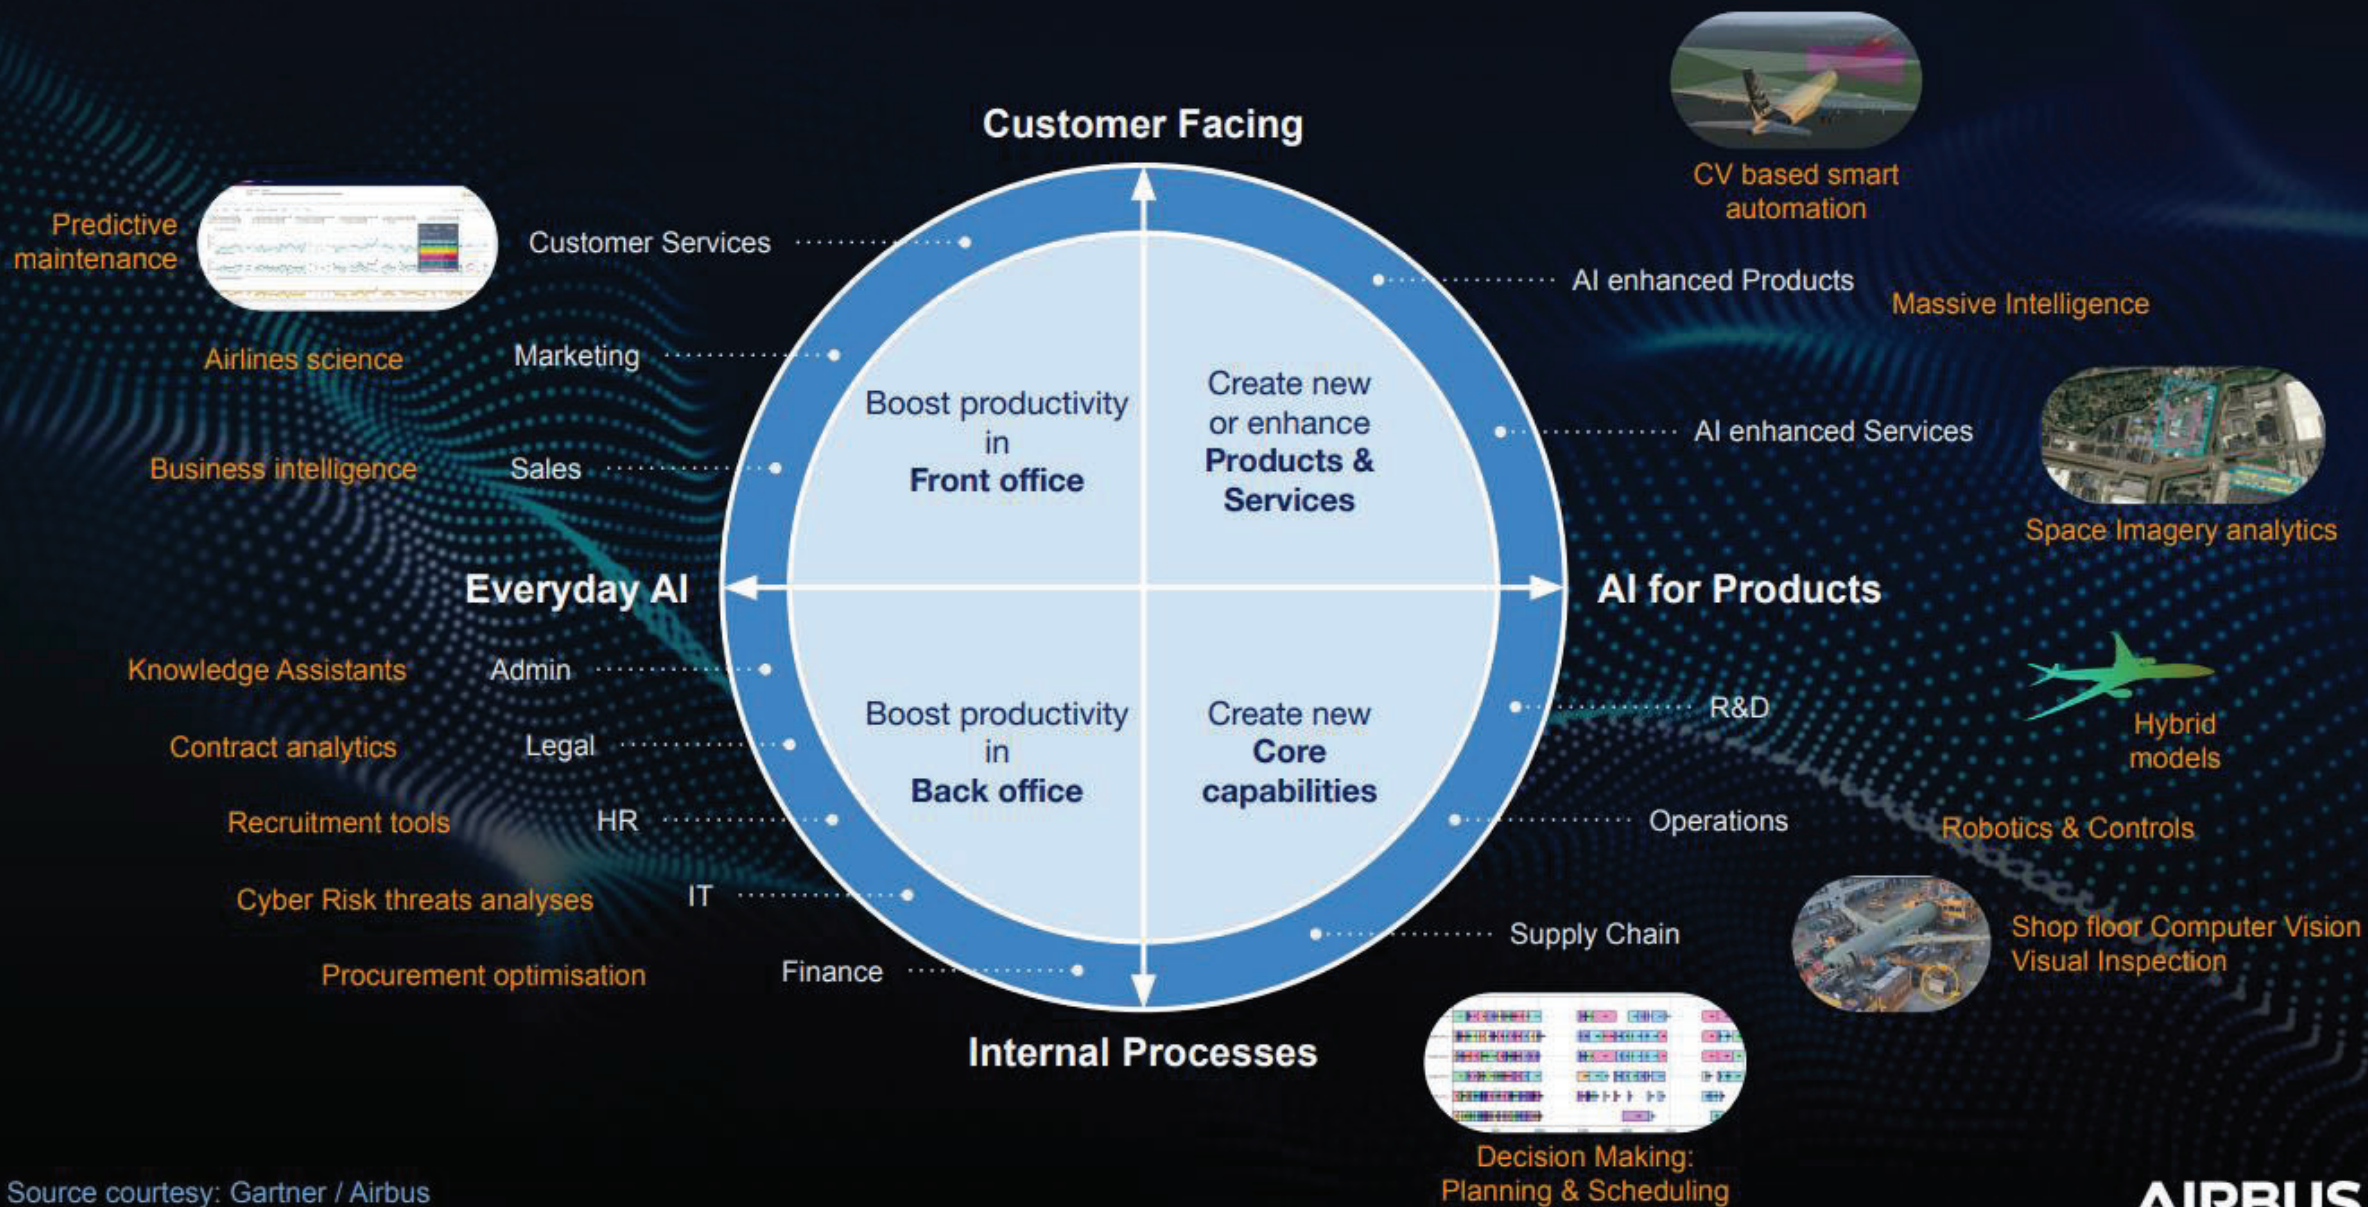 Customer Facing
CV based smart
automation
Predictive
maintenance
Customer Services
AI enhanced Products
Massive Intelligence
Airlines science
Marketing
Boost productivity
in
Front office
Create new
or enhance
Products &
Services
AI enhanced Services
Business intelligence
Sales
Space Imagery analytics
Everyday AI
AI for Products
Knowledge Assistants
Admin
Contract analytics
Legal
Recruitment tools
HR
Cyber Risk threats analyses
IT
Procurement optimisation
Finance
Boost productivity
in
Back office
Create new
Core
capabilities
R&D
Hybrid
models
Operations
Robotics & Controls
Supply Chain
Shop floor Computer Vision
Visual Inspection
Internal Processes
Decision Making:
Planning & Scheduling
Source courtesy: Gartner / Airbus
AIRBUS